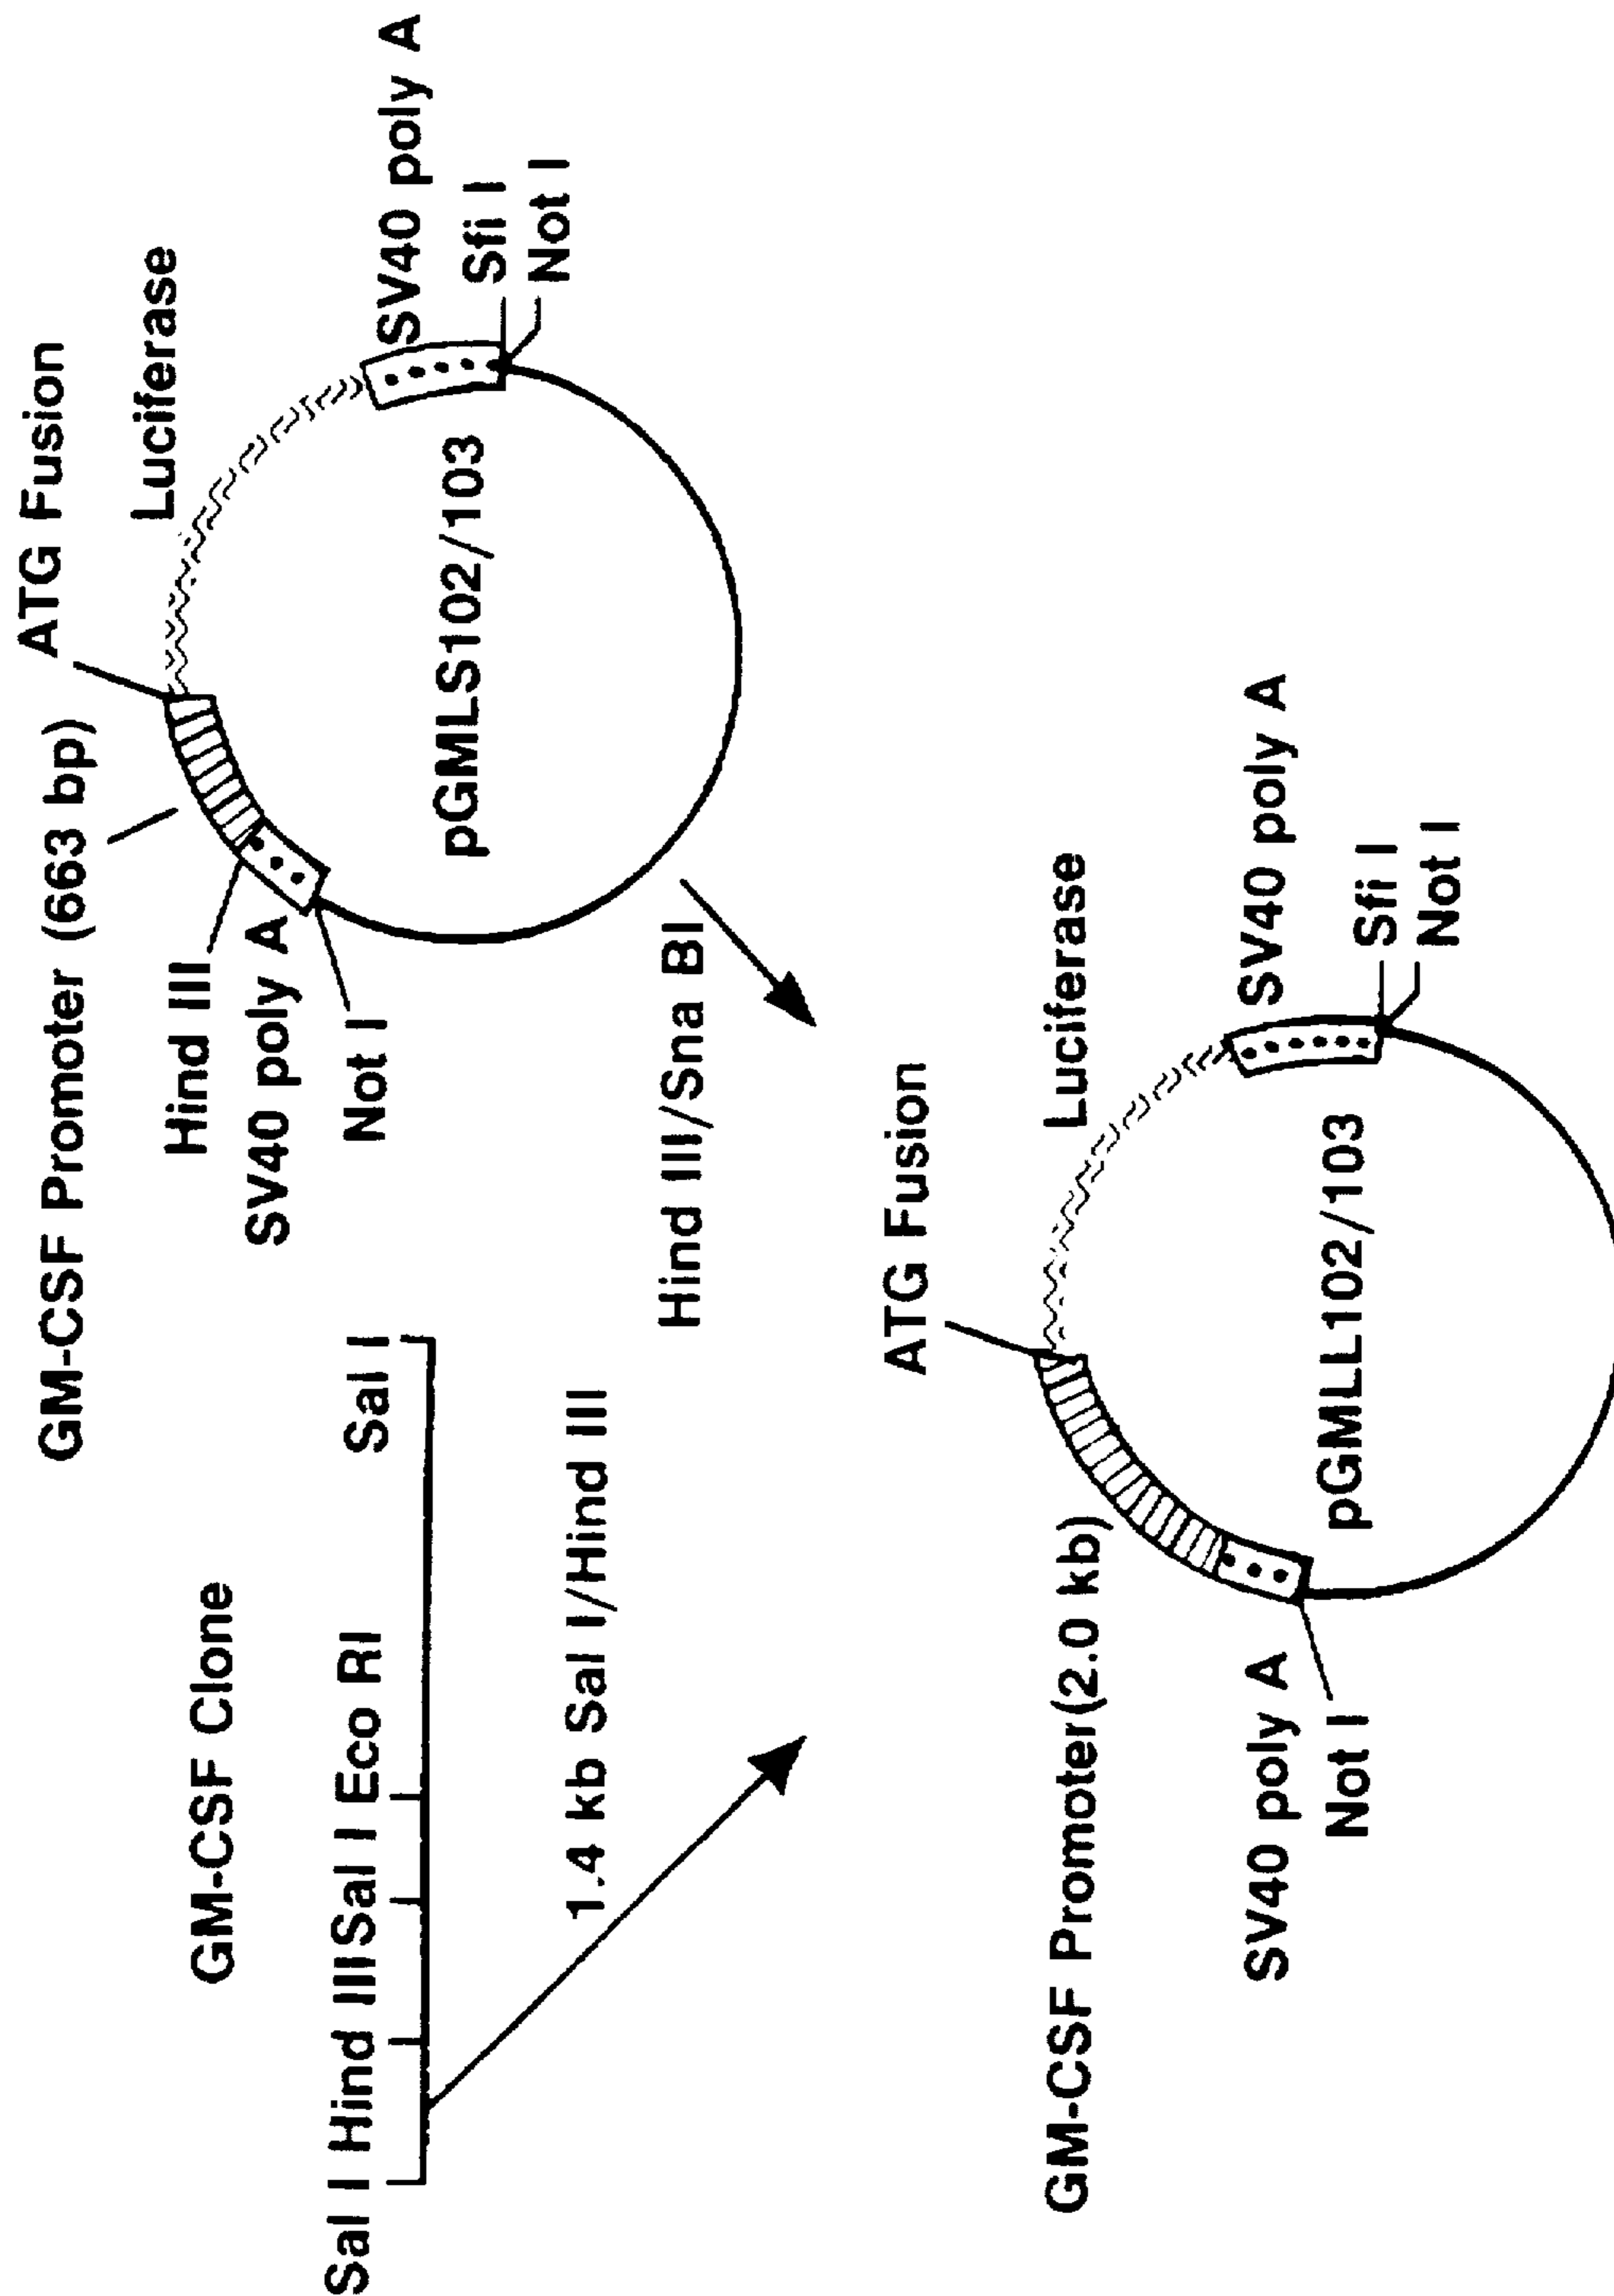 GM-CSF Clone
Sal I Hind III Sal I Eco RI Sal I
1.4 kb Sal I/Hind III
GM-CSF Promoter (663 bp)
ATG Fusion
Luciferase
Hind III
SV40 poly A
Not I
SV40 poly A
Sfi I
Not I
pGMLS102/103
Hind III/Sna BI
ATG Fusion
GM-CSF Promoter(2.0 kb)
Luciferase
SV40 poly A
Not I
SV40 poly A
Sfi I
Not I
pGMLL102/103